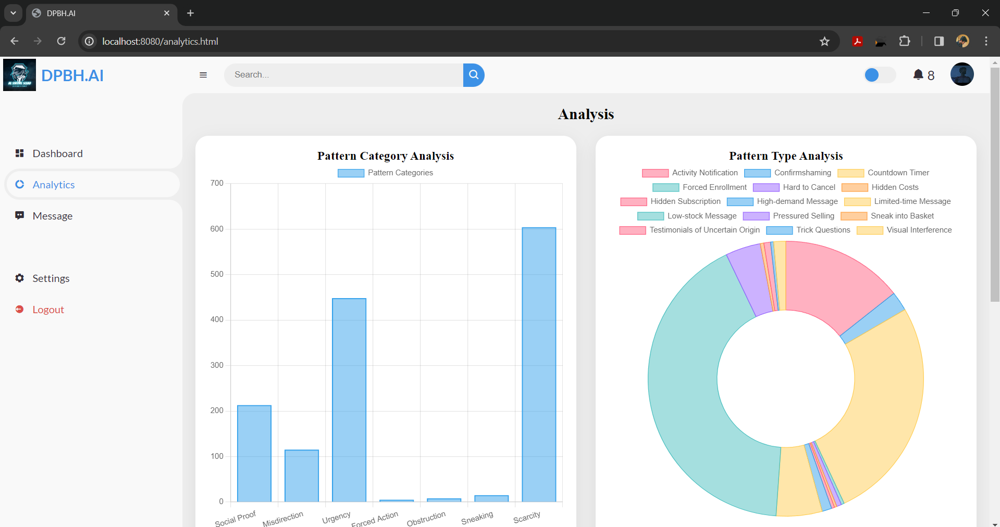 DPBH.AI
localhost:8080/analytics.html
DPBH.AI
Search...
8
Dashboard
Analytics
Message
Settings
Logout
Analysis
Pattern Category Analysis
Pattern Categories
700
600
500
400
300
200
100
0
Social Proof
Misdirection
Urgency
Forced Action
Obstruction
Sneaking
Scarcity
Pattern Type Analysis
Activity Notification Confirmshaming Countdown Timer
Forced Enrollment Hard to Cancel Hidden Costs
Hidden Subscription High-demand Message Limited-time Message
Low-stock Message Pressured Selling Sneak into Basket
Testimonials of Uncertain Origin Trick Questions Visual Interference